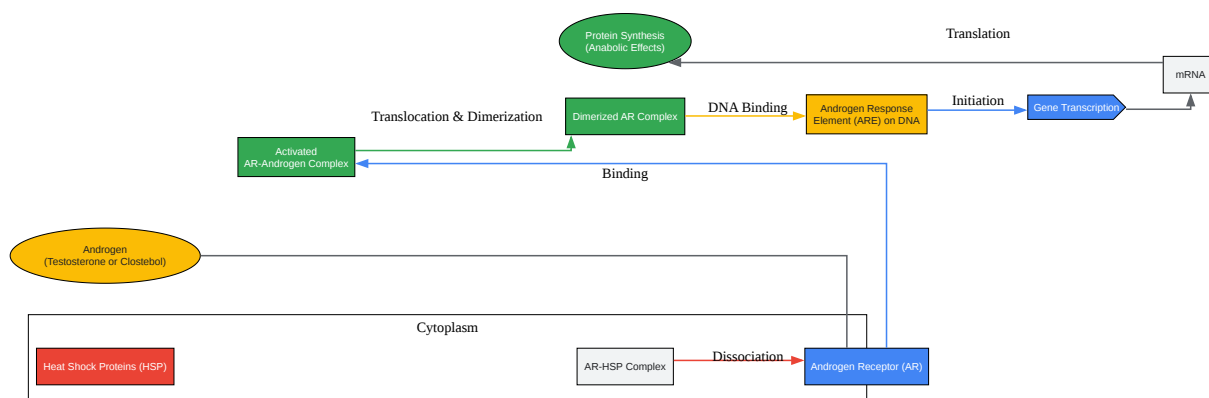 Protein Synthesis
(Anabolic Effects)
Translation
mRNA
Translocation & Dimerization
Dimerized AR Complex
DNA Binding
Androgen Response
Element (ARE) on DNA
Initiation
Gene Transcription
Activated
AR-Androgen Complex
Binding
Androgen
(Testosterone or Clostebol)
Cytoplasm
Heat Shock Proteins (HSP)
AR-HSP Complex
Dissociation
Androgen Receptor (AR)